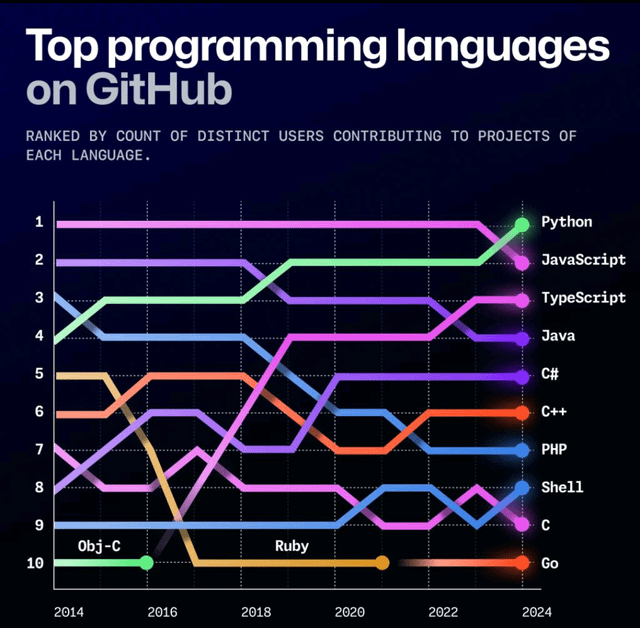 Top programming languages
on GitHub
RANKED BY COUNT OF DISTINCT USERS CONTRIBUTING TO PROJECTS OF
EACH LANGUAGE.
1 Python
2 JavaScript
3 TypeScript
4 Java
5 C#
6 C++
7 PHP
8 Shell
9 C
Obj-C Ruby
10 Go
2014 2016 2018 2020 2022 2024